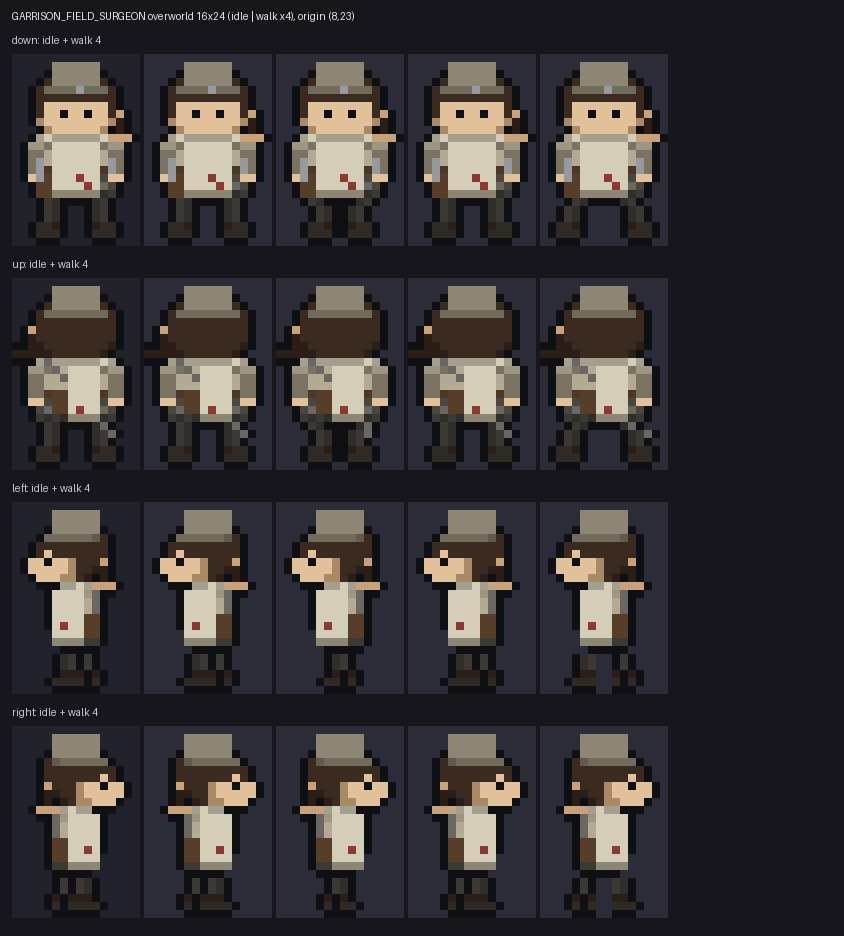 GARRISON_FIELD_SURGEON overworld 16x24 (idle | walk x4), origin (8,23)
down: idle + walk 4
up: idle + walk 4
left: idle + walk 4
right: idle + walk 4